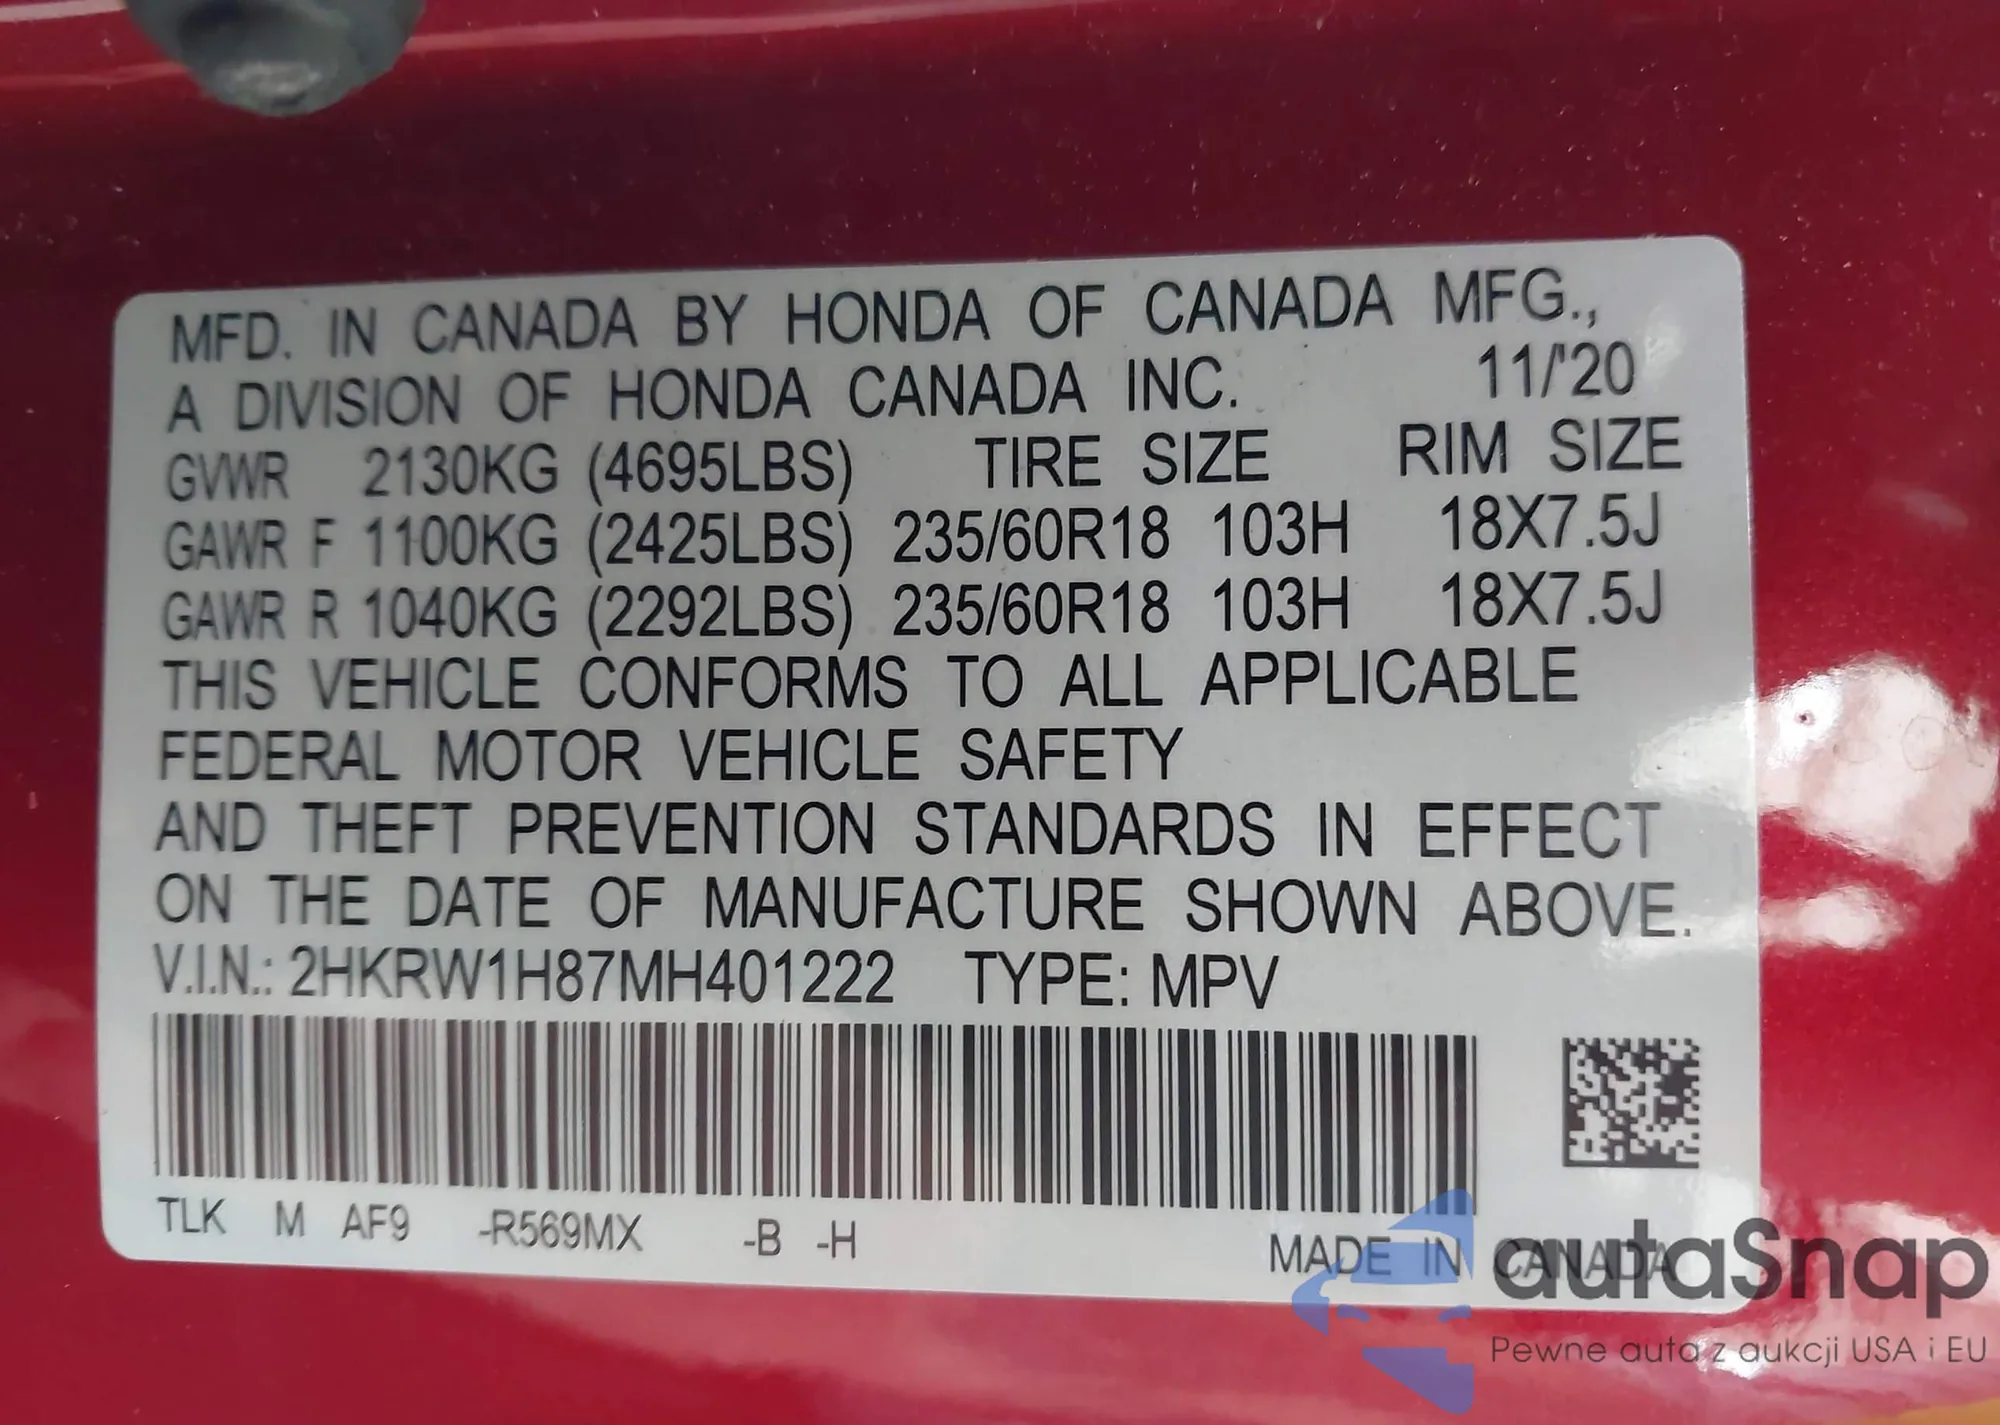 MFD. IN CANADA BY HONDA OF CANADA MFG.,
A DIVISION OF HONDA CANADA INC. 11/'20
GVWR 2130KG (4695LBS) TIRE SIZE RIM SIZE
GAWR F 1100KG (2425LBS) 235/60R18 103H 18X7.5J
GAWR R 1040KG (2292LBS) 235/60R18 103H 18X7.5J
THIS VEHICLE CONFORMS TO ALL APPLICABLE
FEDERAL MOTOR VEHICLE SAFETY
AND THEFT PREVENTION STANDARDS IN EFFECT
ON THE DATE OF MANUFACTURE SHOWN ABOVE.
V.I.N.: 2HKRW1H87MH401222 TYPE: MPV
TLK M AF9 -R569MX -B -H
MADE IN CANADA
autaSnap
Pewne auta z aukcji USA i EU